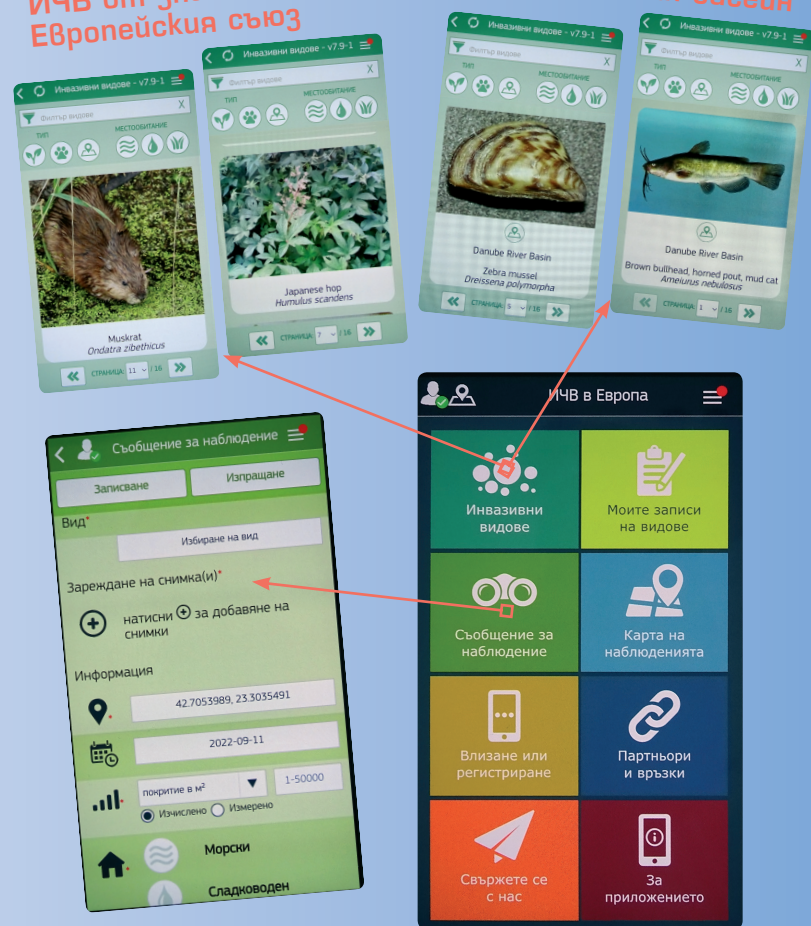 Европейския съюз
Инвазивни видове - v7.9-1
Филтър видове
X
ТИП
МЕСТООБИТАНИЕ
Muskrat
Ondatra zibethicus
СТРАНИЦА:
11
/ 16
Инвазивни видове - v7.9-1
Филтър видове
X
ТИП
МЕСТООБИТАНИЕ
Japanese hop
Humulus scandens
СТРАНИЦА:
7
/ 16
Инвазивни видове - v7.9-1
Филтър видове
X
ТИП
МЕСТООБИТАНИЕ
Danube River Basin
Zebra mussel
Dreissena polymorpha
СТРАНИЦА:
5
/ 16
Инвазивни видове - v7.9-1
Филтър видове
X
ТИП
МЕСТООБИТАНИЕ
Danube River Basin
Brown bullhead, horned pout, mud cat
Ameiurus nebulosus
СТРАНИЦА:
1
/ 16
Съобщение за наблюдение
Записване
Изпращане
Вид*
Избиране на вид
Зареждане на снимка(и)*
натисни + за добавяне на
снимки
Информация
42.7053989, 23.3035491
2022-09-11
покритие в м²
1-50000
Изчислено
Измерено
Морски
Сладководен
ИЧВ в Европа
Инвазивни
видове
Моите записи
на видове
Съобщение за
наблюдение
Карта на
наблюденията
Влизане или
регистриране
Партньори
и връзки
Свържете се
с нас
За
приложението